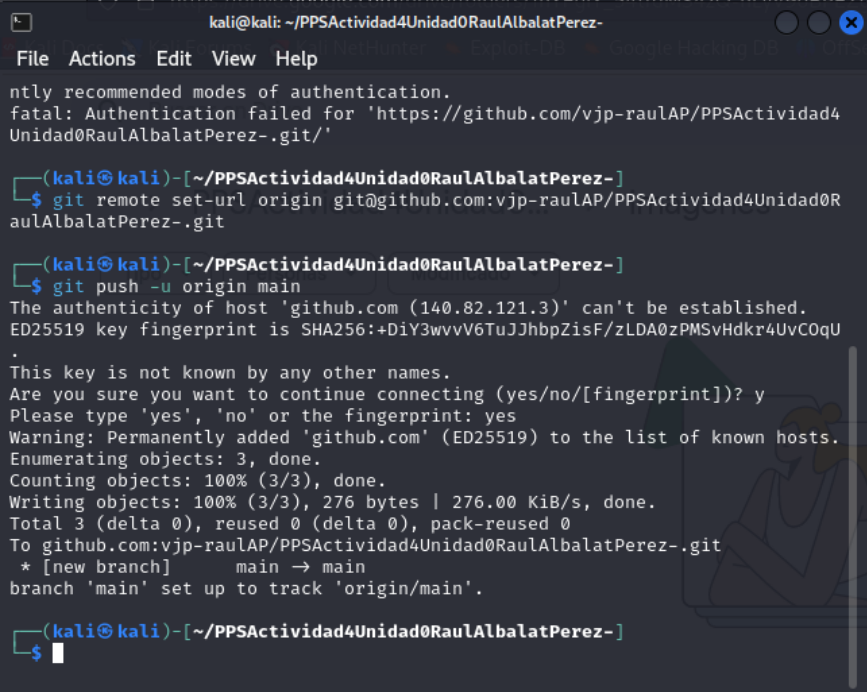 kali@kali: ~/PPSActividad4Unidad0RaulAlbalatPerez-
File Actions Edit View Help
ntly recommended modes of authentication.
fatal: Authentication failed for 'https://github.com/vjp-raulAP/PPSActividad4
Unidad0RaulAlbalatPerez-.git/'
┌──(kali㉿kali)-[~/PPSActividad4Unidad0RaulAlbalatPerez-]
└─$ git remote set-url origin git@github.com:vjp-raulAP/PPSActividad4Unidad0R
aulAlbalatPerez-.git
┌──(kali㉿kali)-[~/PPSActividad4Unidad0RaulAlbalatPerez-]
└─$ git push -u origin main
The authenticity of host 'github.com (140.82.121.3)' can't be established.
ED25519 key fingerprint is SHA256:+DiY3wvvV6TuJJhbpZisF/zLDA0zPMSvHdkr4UvCOqU
.
This key is not known by any other names.
Are you sure you want to continue connecting (yes/no/[fingerprint])? y
Please type 'yes', 'no' or the fingerprint: yes
Warning: Permanently added 'github.com' (ED25519) to the list of known hosts.
Enumerating objects: 3, done.
Counting objects: 100% (3/3), done.
Writing objects: 100% (3/3), 276 bytes | 276.00 KiB/s, done.
Total 3 (delta 0), reused 0 (delta 0), pack-reused 0
To github.com:vjp-raulAP/PPSActividad4Unidad0RaulAlbalatPerez-.git
 * [new branch]      main → main
branch 'main' set up to track 'origin/main'.
┌──(kali㉿kali)-[~/PPSActividad4Unidad0RaulAlbalatPerez-]
└─$